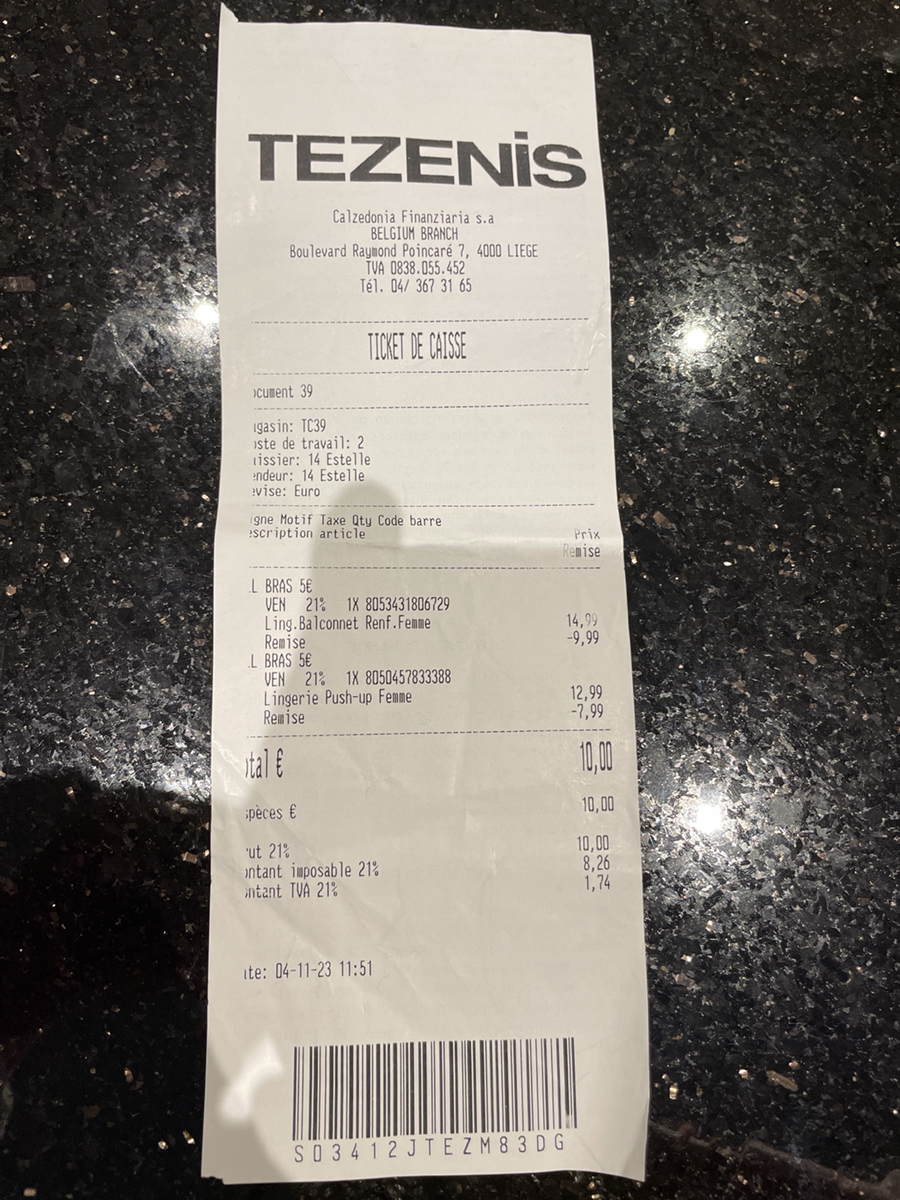 TEZENiS
Calzedonia Finanziaria s.a
BELGIUM BRANCH
Boulevard Raymond Poincaré 7, 4000 LIEGE
TVA 0838.055.452
Tél. 04/ 367 31 65
TICKET DE CAISSE
ocument 39
agasin: TC39
oste de travail: 2
aissier: 14 Estelle
endeur: 14 Estelle
evise: Euro
igne Motif Taxe Qty Code barre
escription article Prix
Remise
L BRAS 5€
VEN 21% 1X 8053431806729
Ling.Balconnet Renf.Femme 14,99
Remise -9,99
L BRAS 5€
VEN 21% 1X 8050457833388
Lingerie Push-up Femme 12,99
Remise -7,99
otal € 10,00
spèces € 10,00
rut 21% 10,00
ontant imposable 21% 8,26
ontant TVA 21% 1,74
ate: 04-11-23 11:51
S03412JTEZM83DG